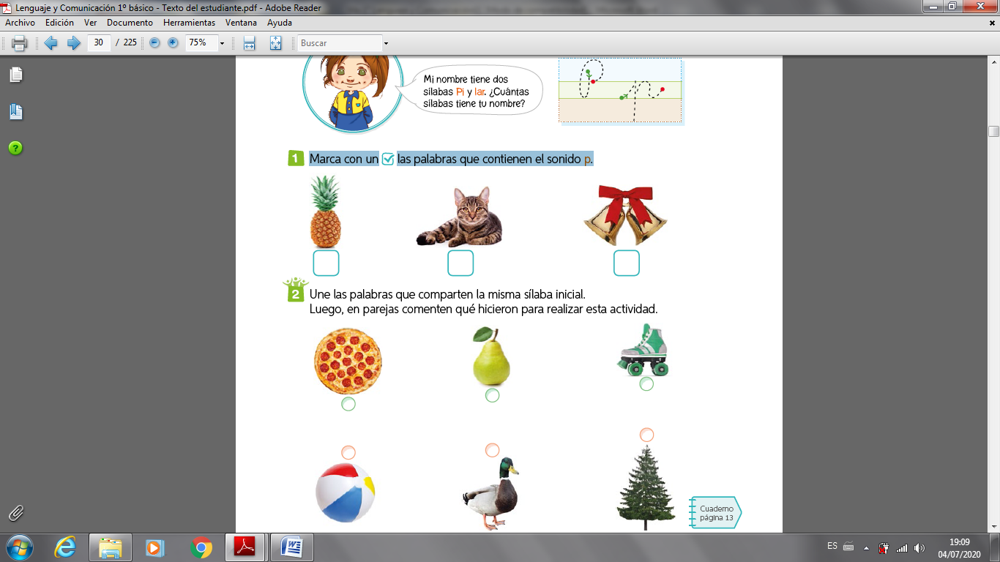 Lenguaje y Comunicación 1º básico - Texto del estudiante.pdf - Adobe Reader
Archivo Edición Ver Documento Herramientas Ventana Ayuda
30 / 225 75% Buscar
Mi nombre tiene dos
sílabas Pi y lar. ¿Cuántas
sílabas tiene tu nombre?
1 Marca con un las palabras que contienen el sonido p.
2 Une las palabras que comparten la misma sílaba inicial.
Luego, en parejas comenten qué hicieron para realizar esta actividad.
Cuaderno
página 13
ES
19:09
04/07/2020